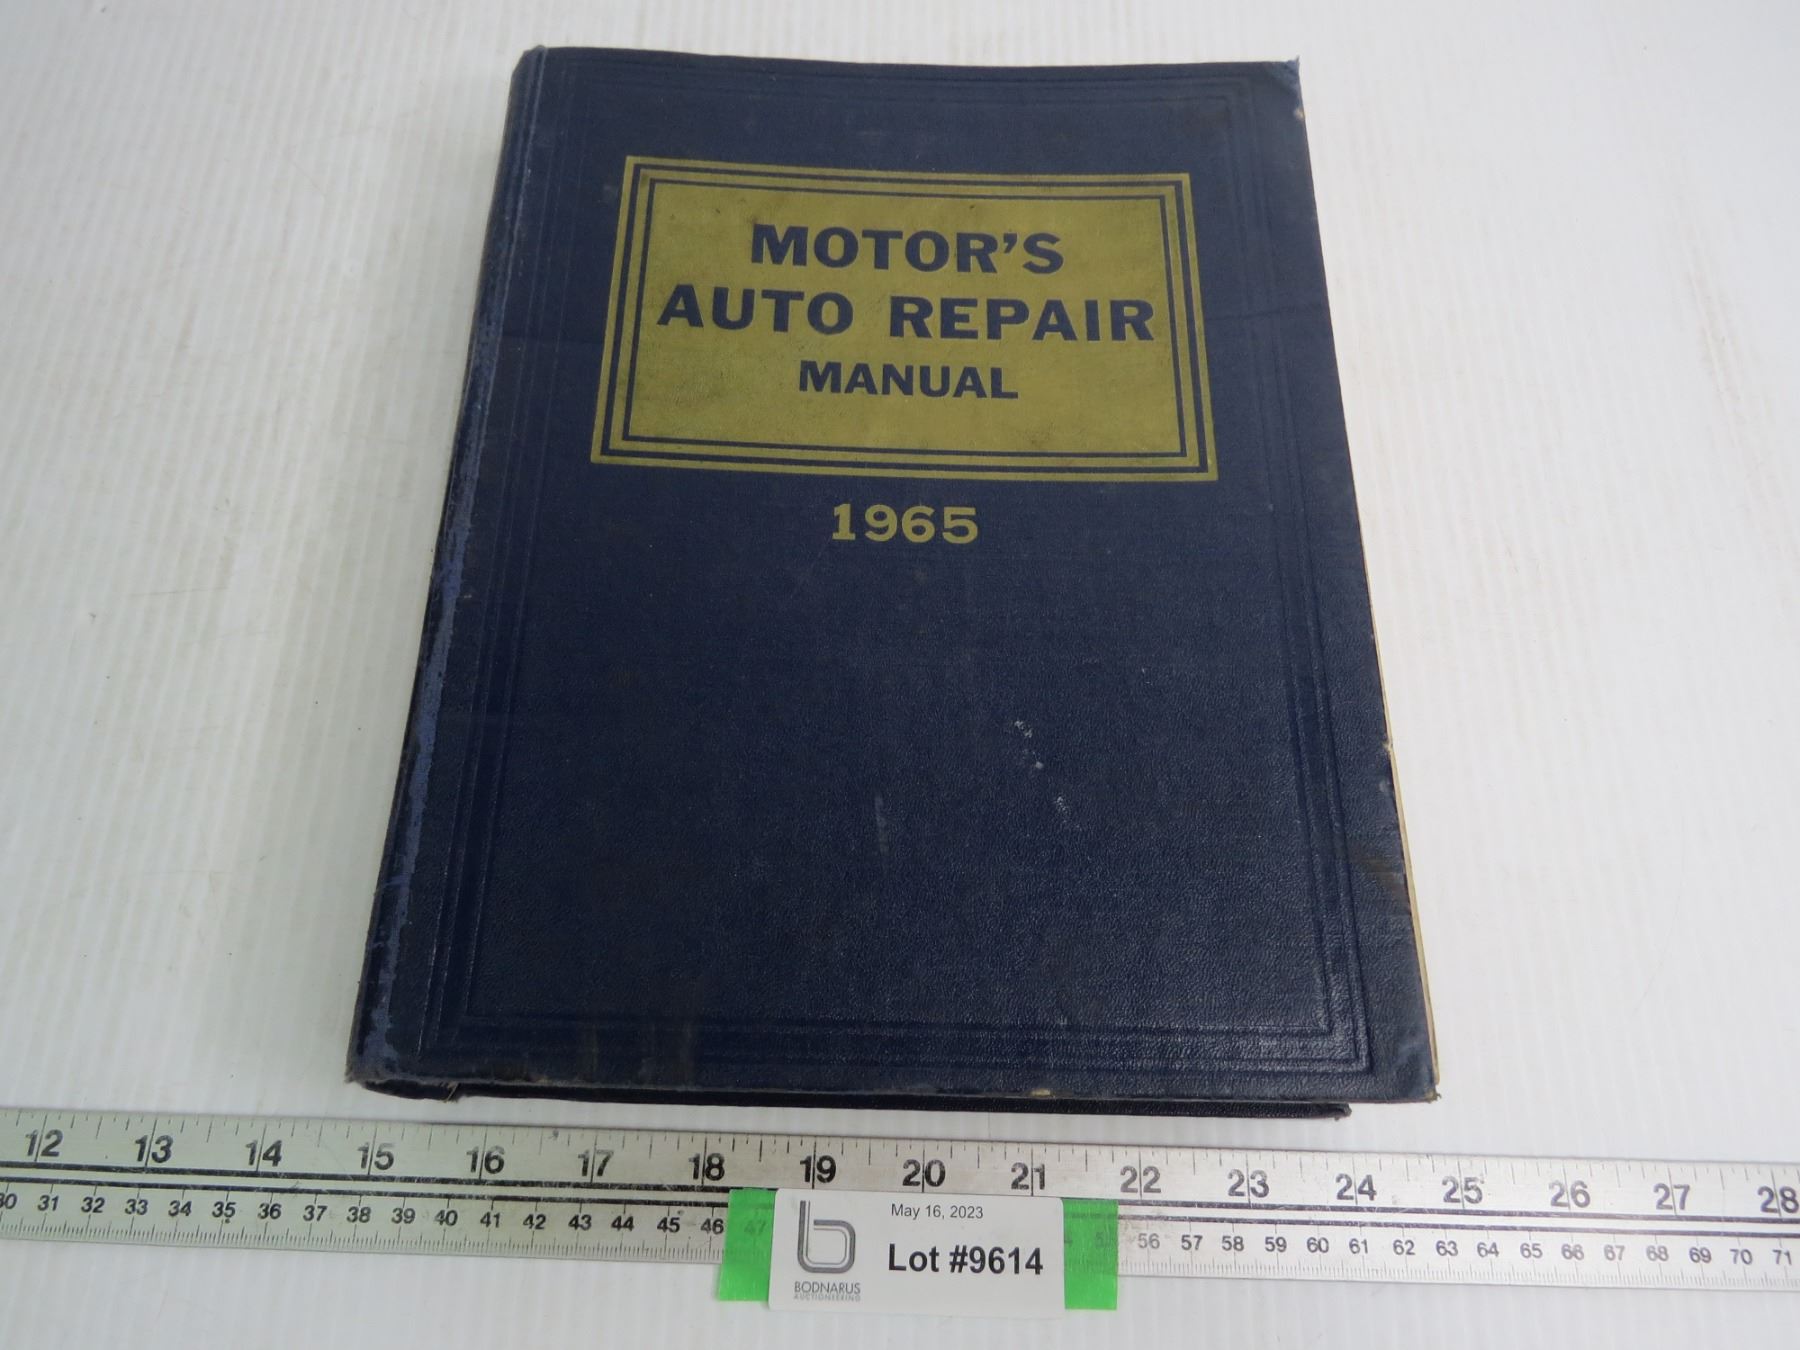 MOTOR'S
AUTO REPAIR
MANUAL
1965
12 13 14 15 16 17 18 19 20 21 22 23 24 25 26 27 28
30 31 32 33 34 35 36 37 38 39 40 41 42 43 44 45 46 47 56 57 58 59 60 61 62 63 64 65 66 67 68 69 70 71
May 16, 2023
Lot #9614
BODNARUS
AUCTIONEERING